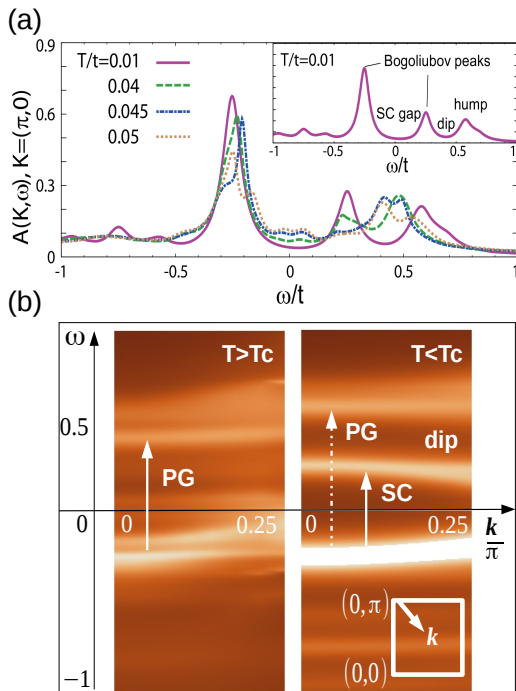 (a)
A(K,ω), K=(π,0)
0.9
0.6
0.3
0
T/t=0.01
0.04
0.045
0.05
T/t=0.01
Bogoliubov peaks
SC gap
dip
hump
-1
-0.5
0
0.5
1
ω/t
-1
-0.5
0
0.5
1
ω/t
(b)
ω
T>Tc
T<Tc
0.5
PG
PG
dip
SC
0
0
0.25
0
0.25
k/π
(0,π)
k
(0,0)
−1